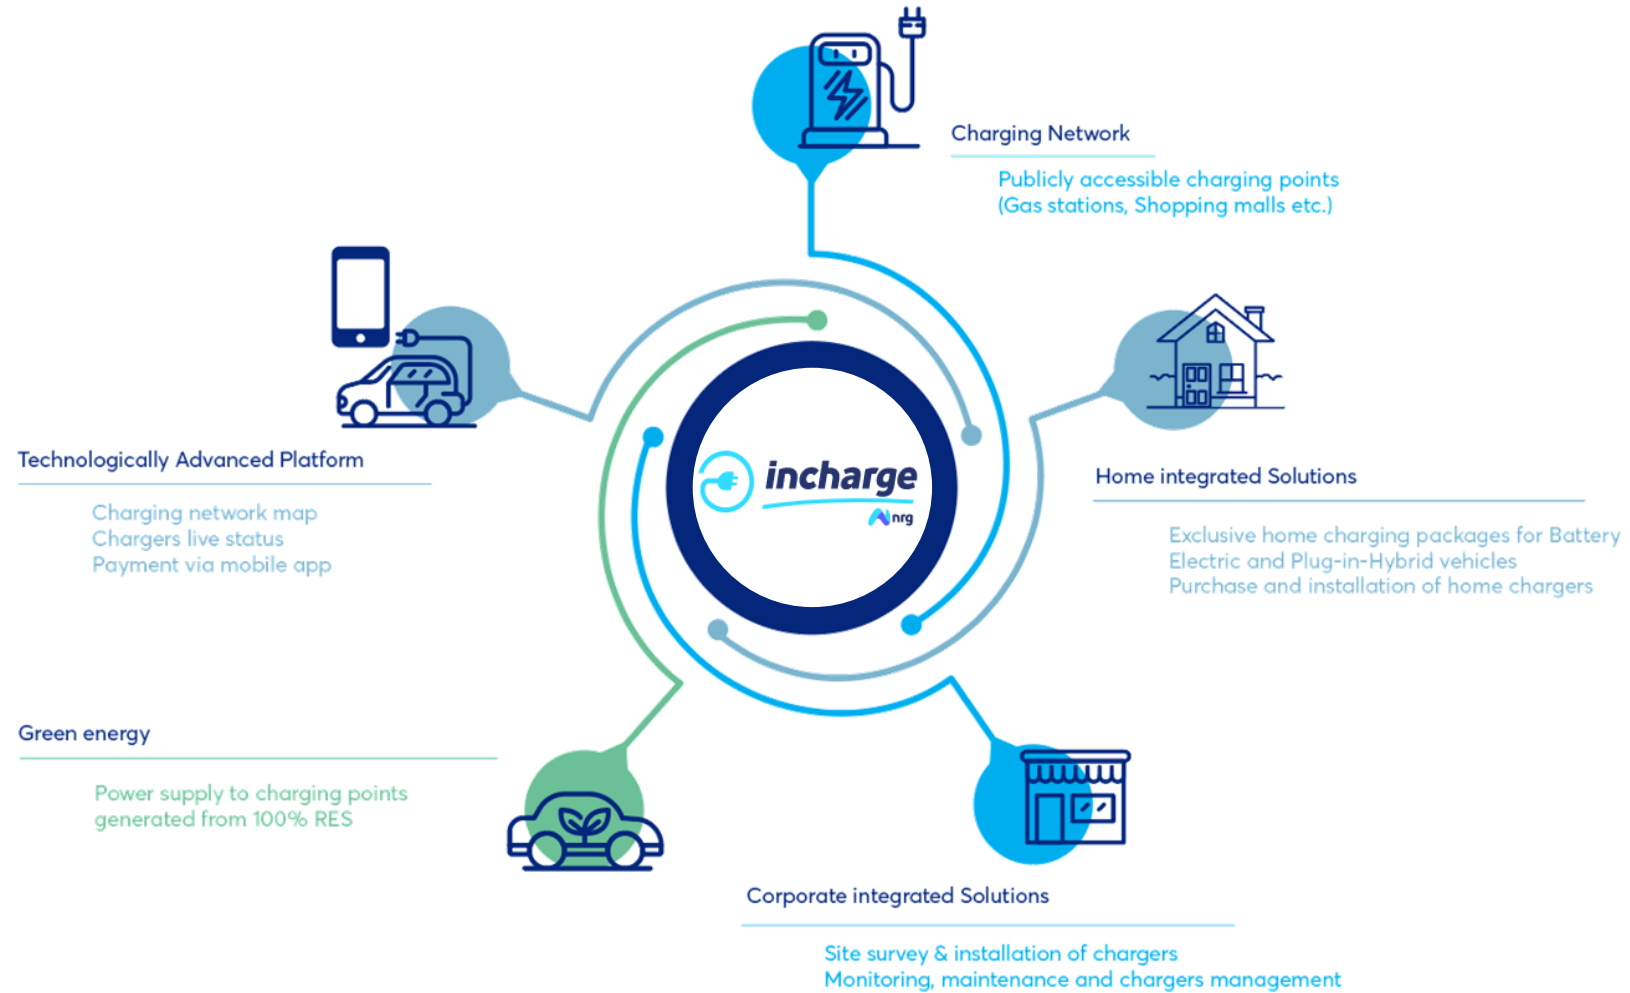 Charging Network
Publicly accessible charging points
(Gas stations, Shopping malls etc.)
Technologically Advanced Platform
Charging network map
Chargers live status
Payment via mobile app
incharge
nrg
Home integrated Solutions
Exclusive home charging packages for Battery
Electric and Plug-in-Hybrid vehicles
Purchase and installation of home chargers
Green energy
Power supply to charging points
generated from 100% RES
Corporate integrated Solutions
Site survey & installation of chargers
Monitoring, maintenance and chargers management